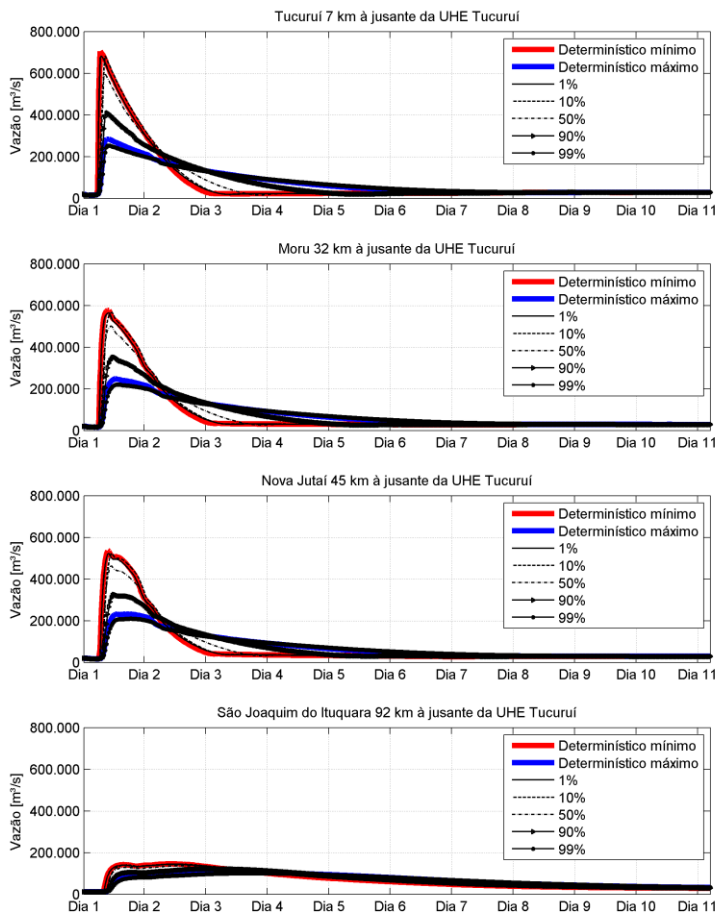 Tucuruí 7 km à jusante da UHE Tucuruí
Vazão [m³/s]
800.000
600.000
400.000
200.000
0
Dia 1 Dia 2 Dia 3 Dia 4 Dia 5 Dia 6 Dia 7 Dia 8 Dia 9 Dia 10 Dia 11
Determinístico mínimo
Determinístico máximo
1%
10%
50%
90%
99%
Moru 32 km à jusante da UHE Tucuruí
Vazão [m³/s]
800.000
600.000
400.000
200.000
0
Dia 1 Dia 2 Dia 3 Dia 4 Dia 5 Dia 6 Dia 7 Dia 8 Dia 9 Dia 10 Dia 11
Determinístico mínimo
Determinístico máximo
1%
10%
50%
90%
99%
Nova Jutaí 45 km à jusante da UHE Tucuruí
Vazão [m³/s]
800.000
600.000
400.000
200.000
0
Dia 1 Dia 2 Dia 3 Dia 4 Dia 5 Dia 6 Dia 7 Dia 8 Dia 9 Dia 10 Dia 11
Determinístico mínimo
Determinístico máximo
1%
10%
50%
90%
99%
São Joaquim do Ituquara 92 km à jusante da UHE Tucuruí
Vazão [m³/s]
800.000
600.000
400.000
200.000
0
Dia 1 Dia 2 Dia 3 Dia 4 Dia 5 Dia 6 Dia 7 Dia 8 Dia 9 Dia 10 Dia 11
Determinístico mínimo
Determinístico máximo
1%
10%
50%
90%
99%